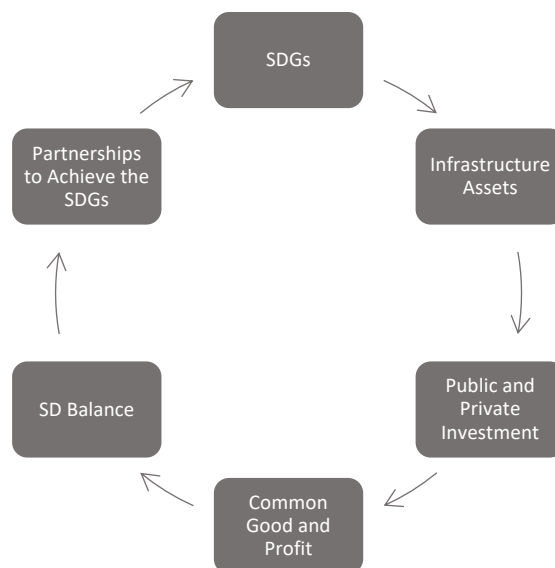 SDGs
Infrastructure
Assets
Public and
Private
Investment
Common
Good and
Profit
SD Balance
Partnerships
to Achieve the
SDGs